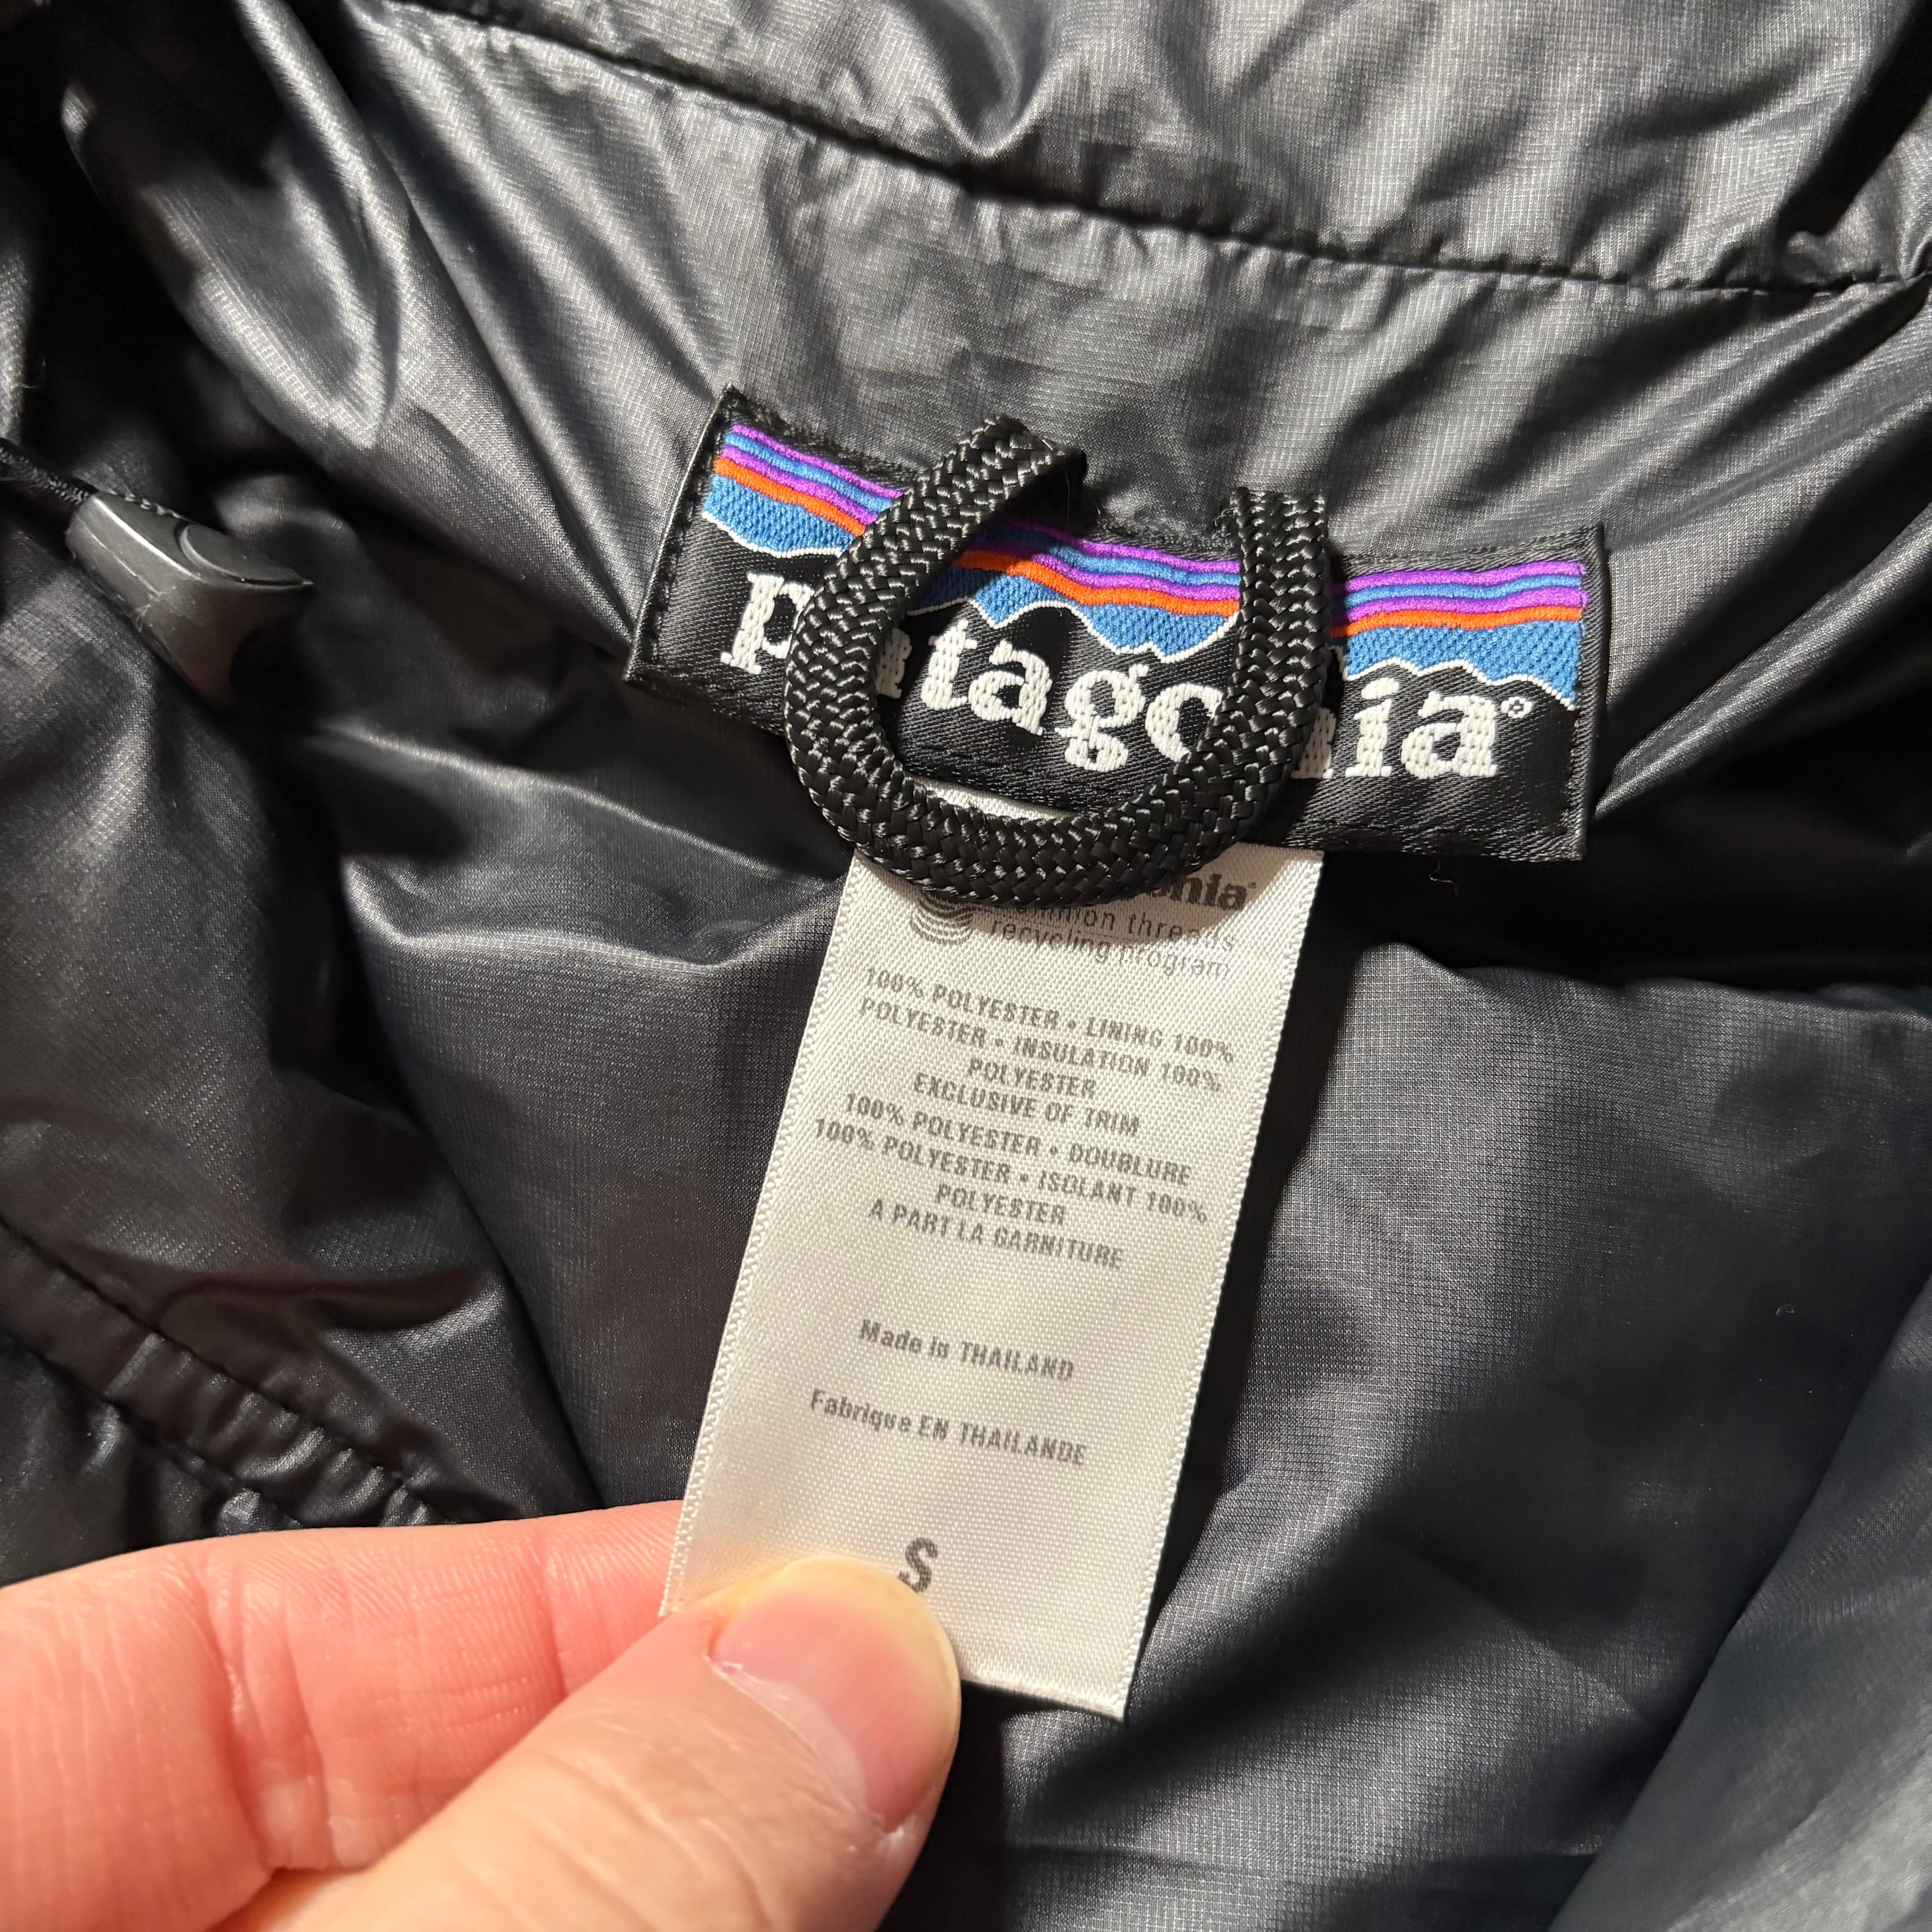 patagonia®
common threads
recycling program
100% POLYESTER • LINING 100%
POLYESTER • INSULATION 100%
POLYESTER
EXCLUSIVE OF TRIM
100% POLYESTER • DOUBLURE
100% POLYESTER • ISOLANT 100%
POLYESTER
A PART LA GARNITURE
Made in THAILAND
Fabrique EN THAILANDE
S